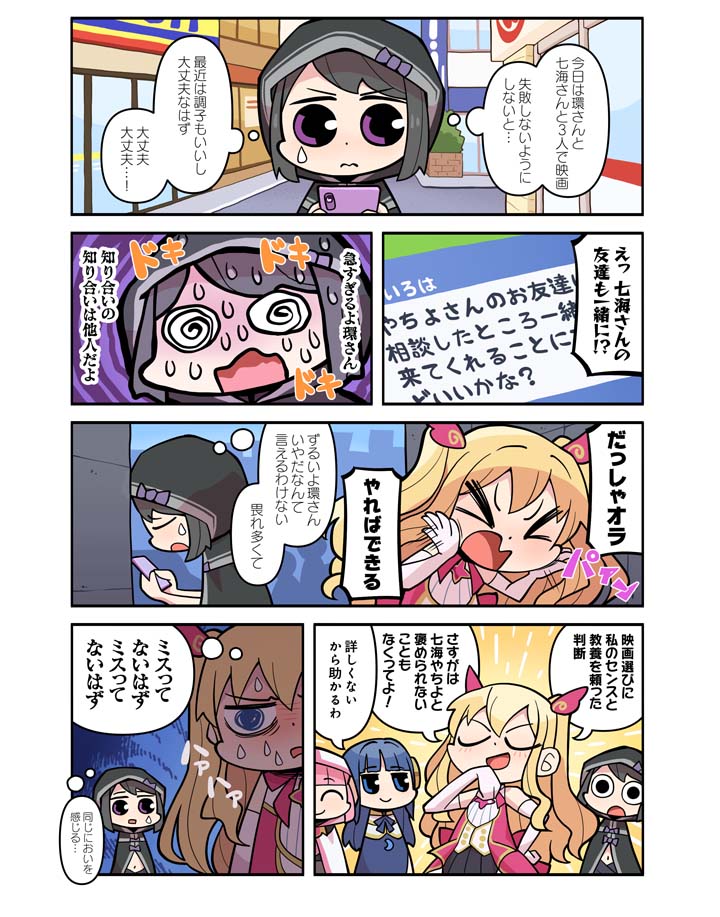 今日は環さんと
七海さんと3人で映画
失敗しないように
しないと…
最近は調子もいいし
大丈夫なはず
大丈夫
大丈夫…!
えっ 七海さんの
友達も一緒に!?
いろは
やちよさんのお友達に
相談したところ一緒
来てくれることに
どいいかな?
急すぎるよ環さん
ドキ
ドキ
ドキ
知り合いの
知り合いは他人だよ
だっしゃオラ
パァン
やればできる
ずるいよ環さん
いやだなんて
言えるわけない
畏れ多くて
映画選びに
私のセンスと
教養を頼った
判断
さすがは
七海やちよと
褒められない
ことも
なくってよ!
詳しくない
から助かるわ
ミスって
ないはず
ミスって
ないはず
ハァ
ハァ
同じにおいを
感じる…